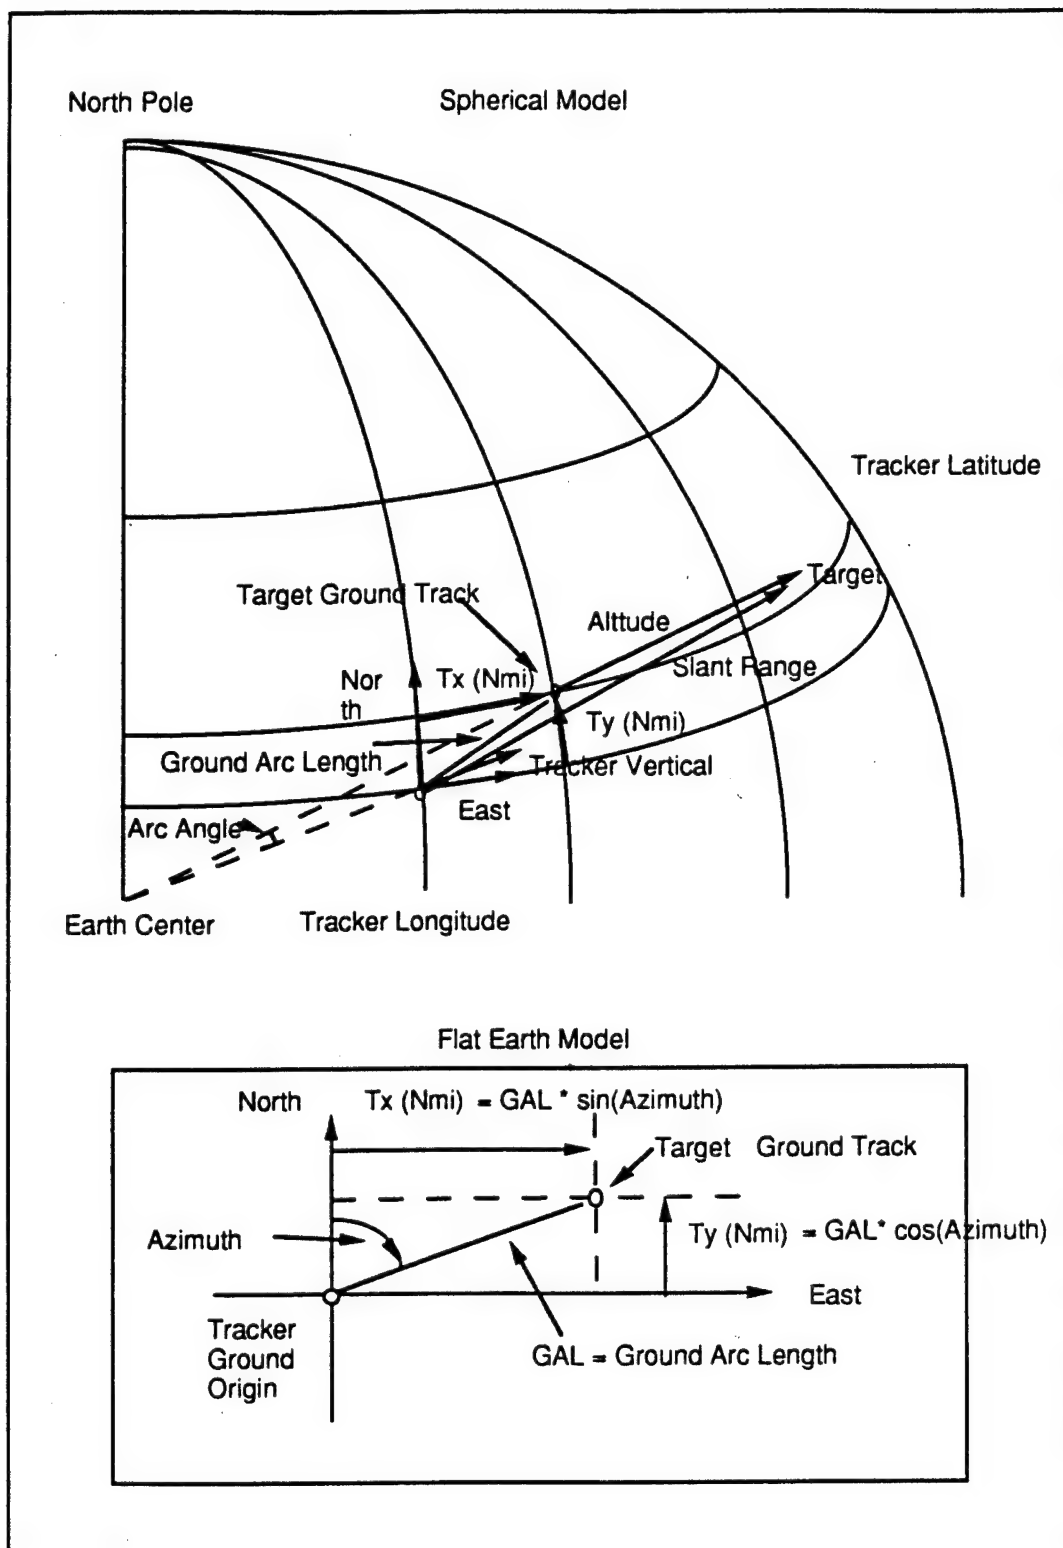 North Pole
Spherical Model
Tracker Latitude
Target
Target Ground Track
Alttude
Slant Range
Nor
th
Tx (Nmi)
Ty (Nmi)
Ground Arc Length
Tracker Vertical
East
Arc Angle
Earth Center
Tracker Longitude
Flat Earth Model
North
Tx (Nmi) = GAL * sin(Azimuth)
Target Ground Track
Azimuth
Ty (Nmi) = GAL* cos(Azimuth)
East
Tracker
Ground
Origin
GAL = Ground Arc Length